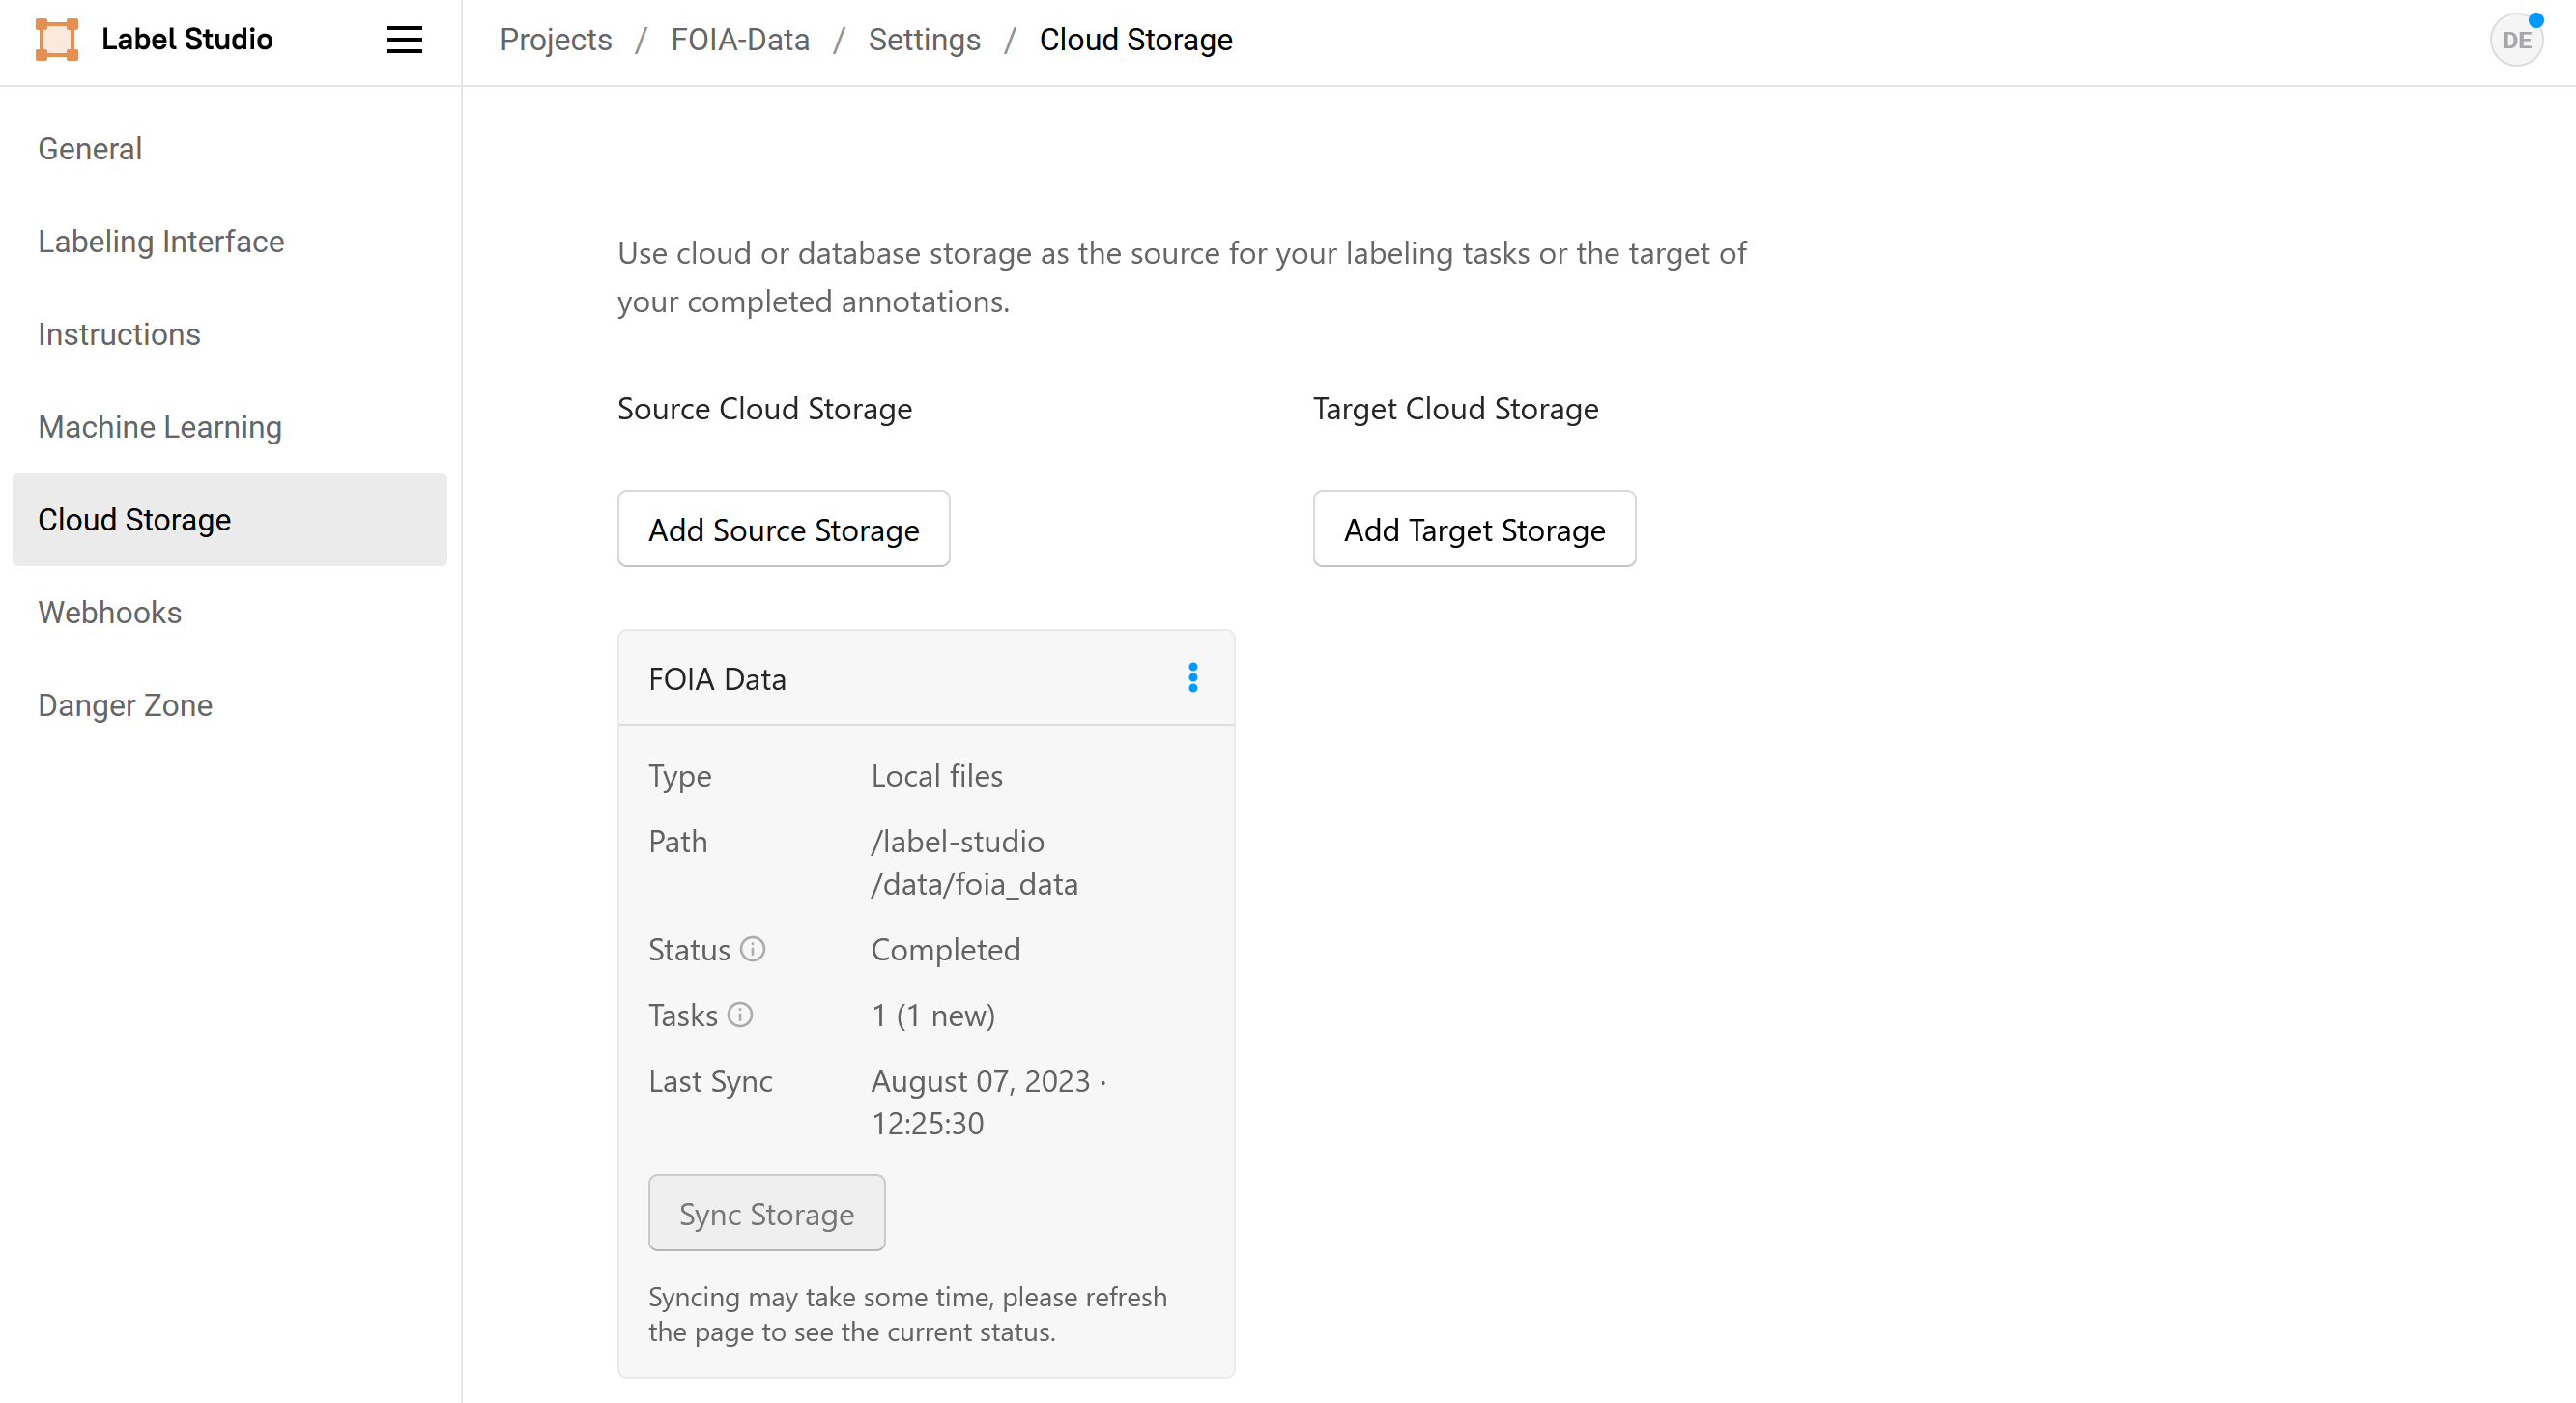 Label Studio
Projects / FOIA-Data / Settings / Cloud Storage
DE
General
Labeling Interface
Instructions
Machine Learning
Cloud Storage
Webhooks
Danger Zone
Use cloud or database storage as the source for your labeling tasks or the target of
your completed annotations.
Source Cloud Storage
Add Source Storage
Target Cloud Storage
Add Target Storage
FOIA Data
Type Local files
Path /label-studio
/data/foia_data
Status Completed
Tasks 1 (1 new)
Last Sync August 07, 2023 ·
12:25:30
Sync Storage
Syncing may take some time, please refresh
the page to see the current status.